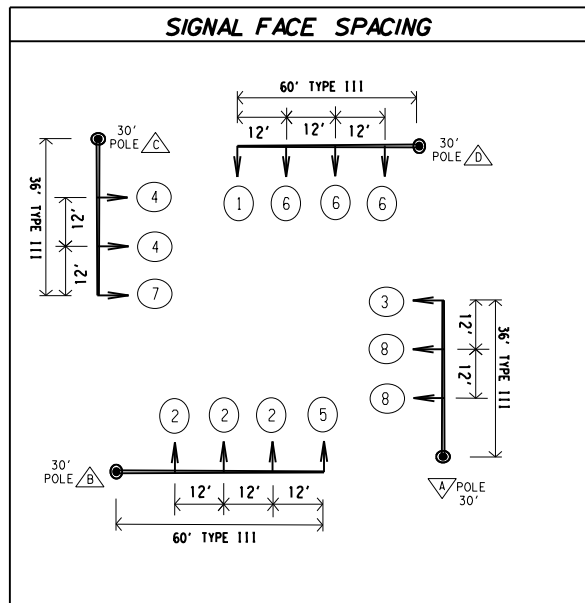 SIGNAL FACE SPACING
60' TYPE III
12' 12' 12'
30'
POLE C
30'
POLE D
36' TYPE III
12'
12'
4
4
7
1 6 6 6
3
8
8
12'
12'
36' TYPE III
2 2 2 5
30'
POLE B
12' 12' 12'
60' TYPE III
A POLE
30'